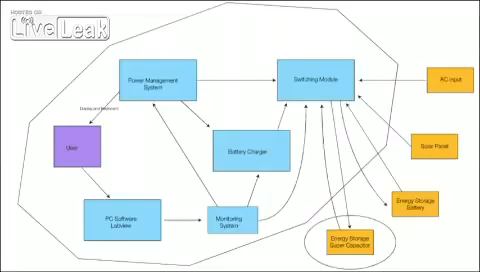 HOSTED ON
LiveLeak
Power Management
System
Switching Module
AC Input
Display and
User
Battery Charger
Solar Panel
PC Software
Labview
Monitoring
System
Energy Storage
Battery
Energy Storage
Super Capacitor